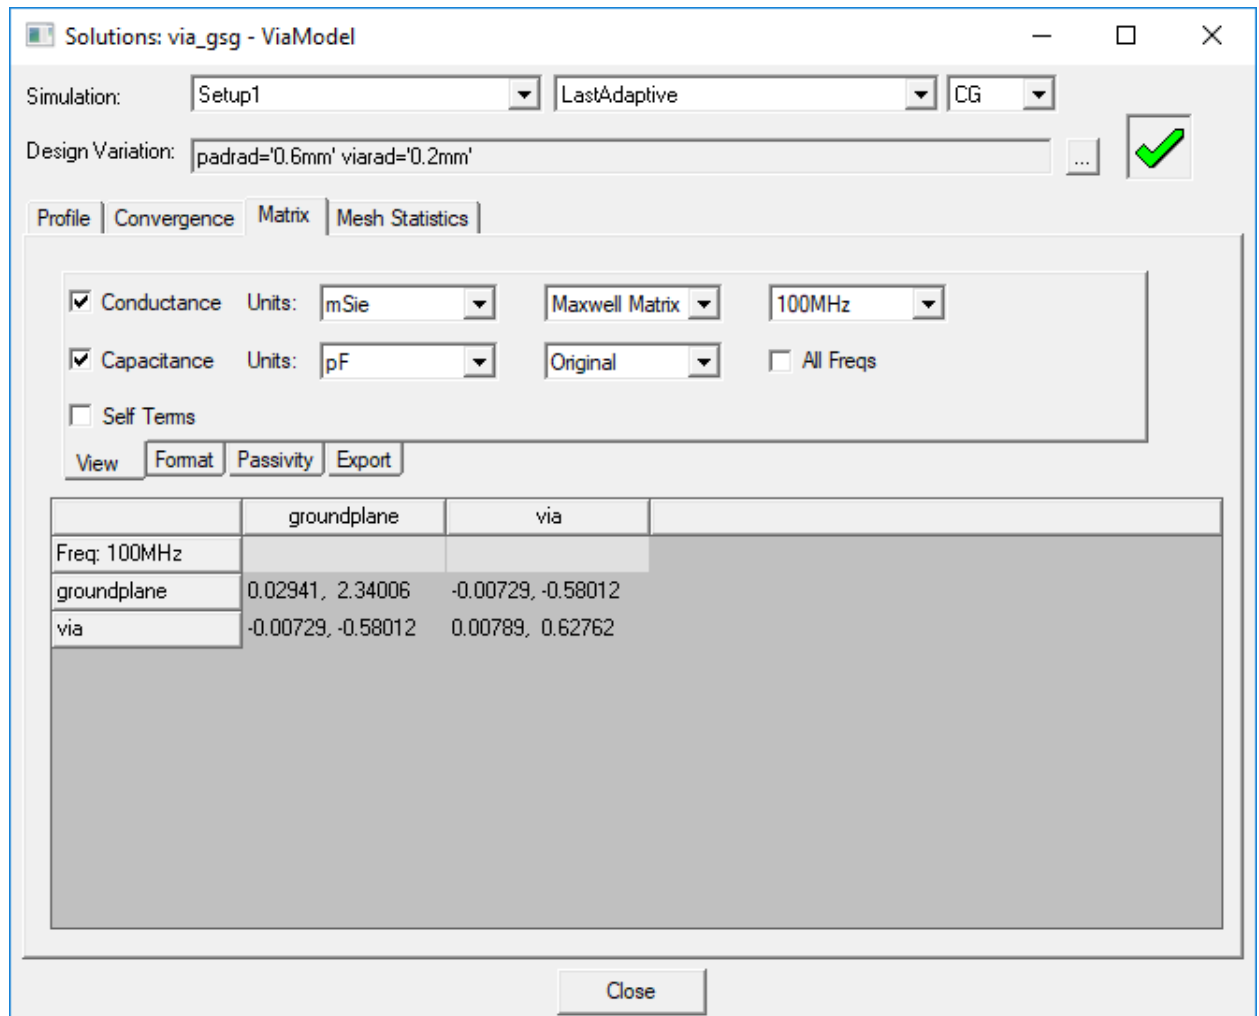 Solutions: via_gsg - ViaModel
Simulation: Setup1 LastAdaptive CG
Design Variation: padrad='0.6mm' viarad='0.2mm' ...
Profile Convergence Matrix Mesh Statistics
Conductance Units: mSie Maxwell Matrix 100MHz
Capacitance Units: pF Original All Freqs
Self Terms
View Format Passivity Export
groundplane via
Freq: 100MHz
groundplane 0.02941, 2.34006 -0.00729, -0.58012
via -0.00729, -0.58012 0.00789, 0.62762
Close